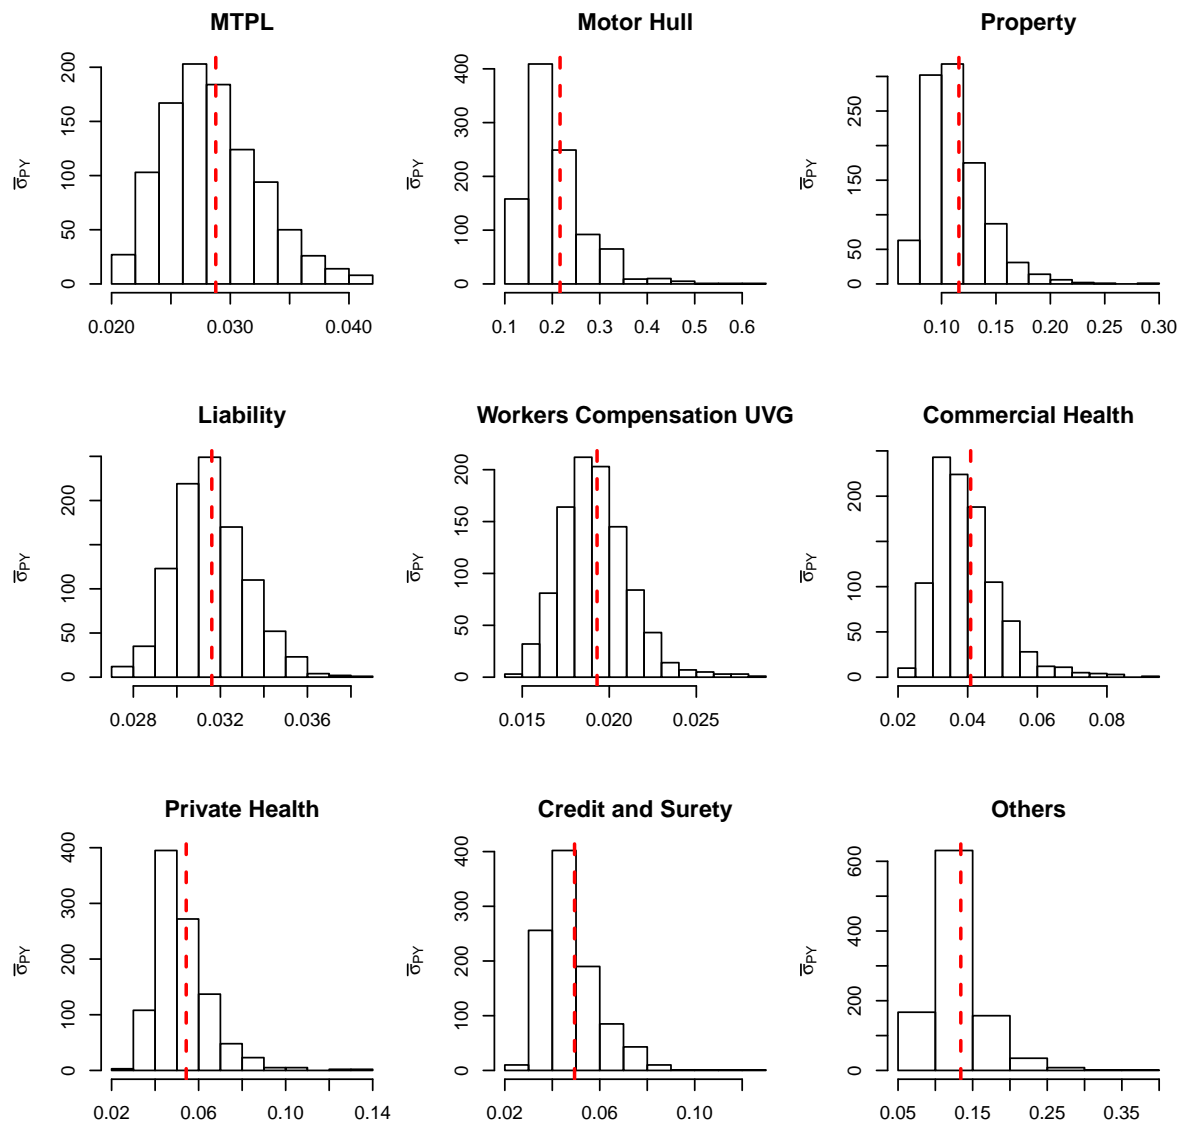 MTPL
σ̅PY
0 50 100 150 200
0.020 0.030 0.040
Motor Hull
σ̅PY
0 100 200 300 400
0.1 0.2 0.3 0.4 0.5 0.6
Property
σ̅PY
0 50 150 250
0.10 0.15 0.20 0.25 0.30
Liability
σ̅PY
0 50 100 200
0.028 0.032 0.036
Workers Compensation UVG
σ̅PY
0 50 100 150 200
0.015 0.020 0.025
Commercial Health
σ̅PY
0 50 100 200
0.02 0.04 0.06 0.08
Private Health
σ̅PY
0 100 200 300 400
0.02 0.06 0.10 0.14
Credit and Surety
σ̅PY
0 100 200 300 400
0.02 0.06 0.10
Others
σ̅PY
0 200 400 600
0.05 0.15 0.25 0.35